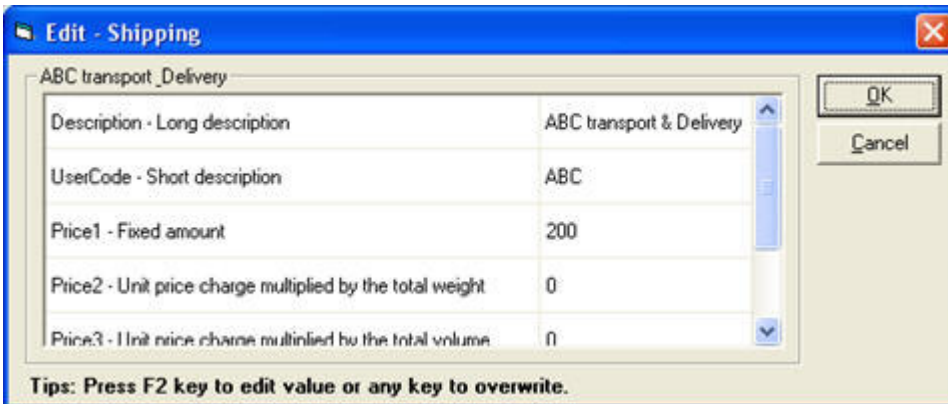 Edit - Shipping
ABC transport _Delivery
Description - Long description ABC transport & Delivery
UserCode - Short description ABC
Price1 - Fixed amount 200
Price2 - Unit price charge multiplied by the total weight 0
Price3 - Unit price charge multiplied by the total volume 0
OK
Cancel
Tips: Press F2 key to edit value or any key to overwrite.